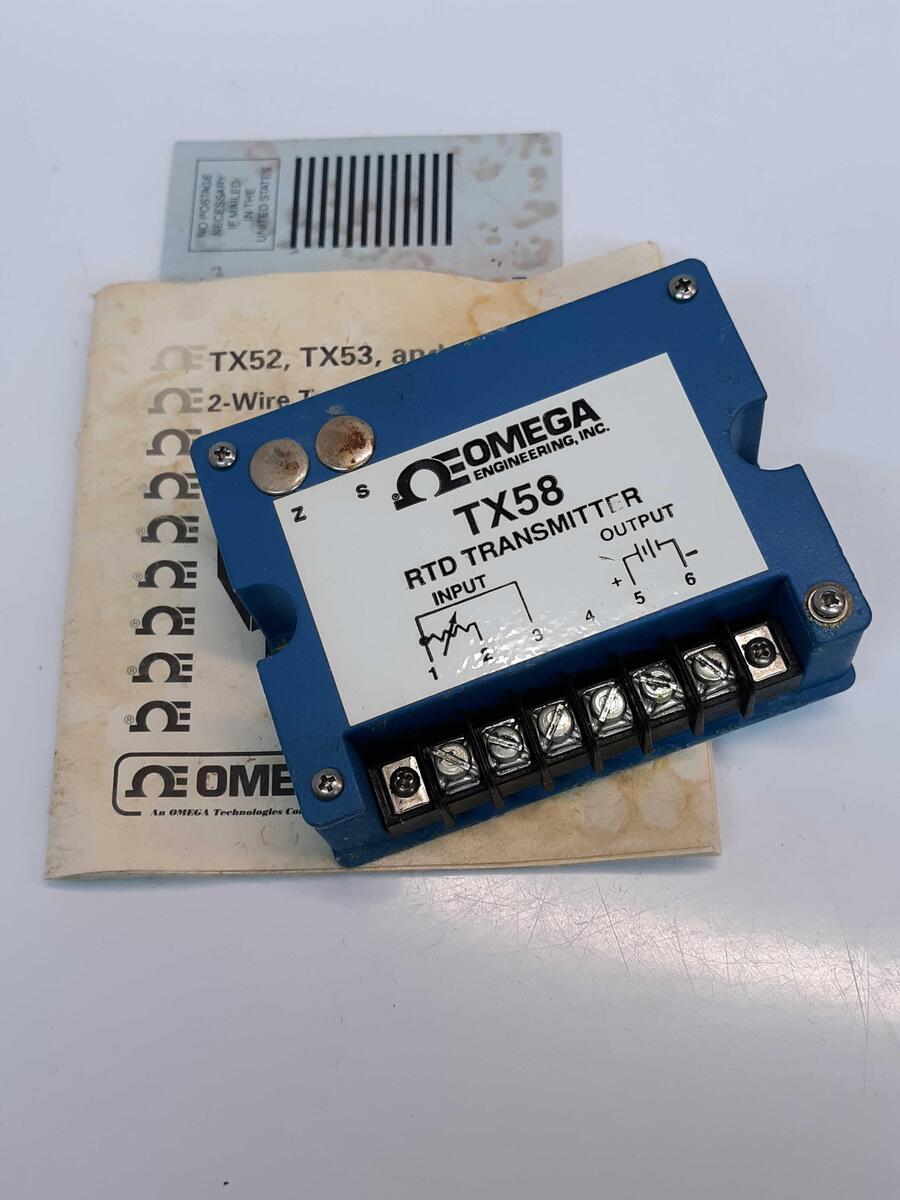 NO POSTAGE
NECESSARY
IF MAILED
IN THE
UNITED STATES
TX52, TX53, and
2-Wire
Z
S
® OMEGA
ENGINEERING, INC.
TX58
RTD TRANSMITTER
INPUT
OUTPUT
+
-
1 2 3 4 5 6
®
®
®
®
®
OME
An OMEGA Technologies